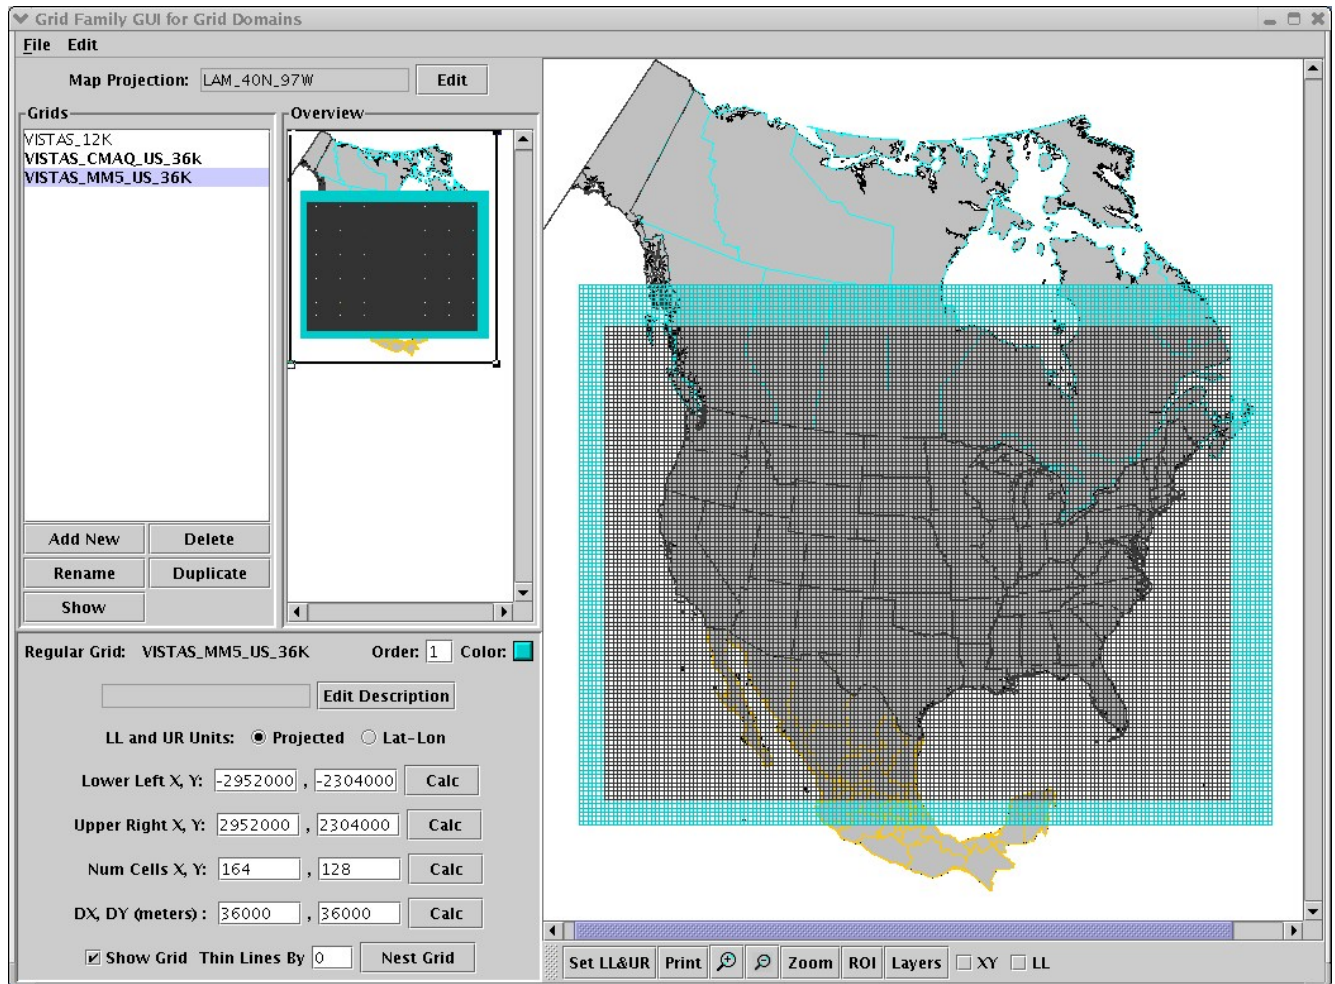 Grid Family GUI for Grid Domains
File Edit
Map Projection: LAM_40N_97W Edit
Grids
VISTAS_12K
VISTAS_CMAQ_US_36k
VISTAS_MM5_US_36K
Add New Delete
Rename Duplicate
Show
Overview
Regular Grid: VISTAS_MM5_US_36K Order: 1 Color:
Edit Description
LL and UR Units: Projected Lat-Lon
Lower Left X, Y: -2952000 , -2304000 Calc
Upper Right X, Y: 2952000 , 2304000 Calc
Num Cells X, Y: 164 , 128 Calc
DX, DY (meters) : 36000 , 36000 Calc
Show Grid Thin Lines By 0 Nest Grid
Set LL&UR Print Zoom ROI Layers XY LL